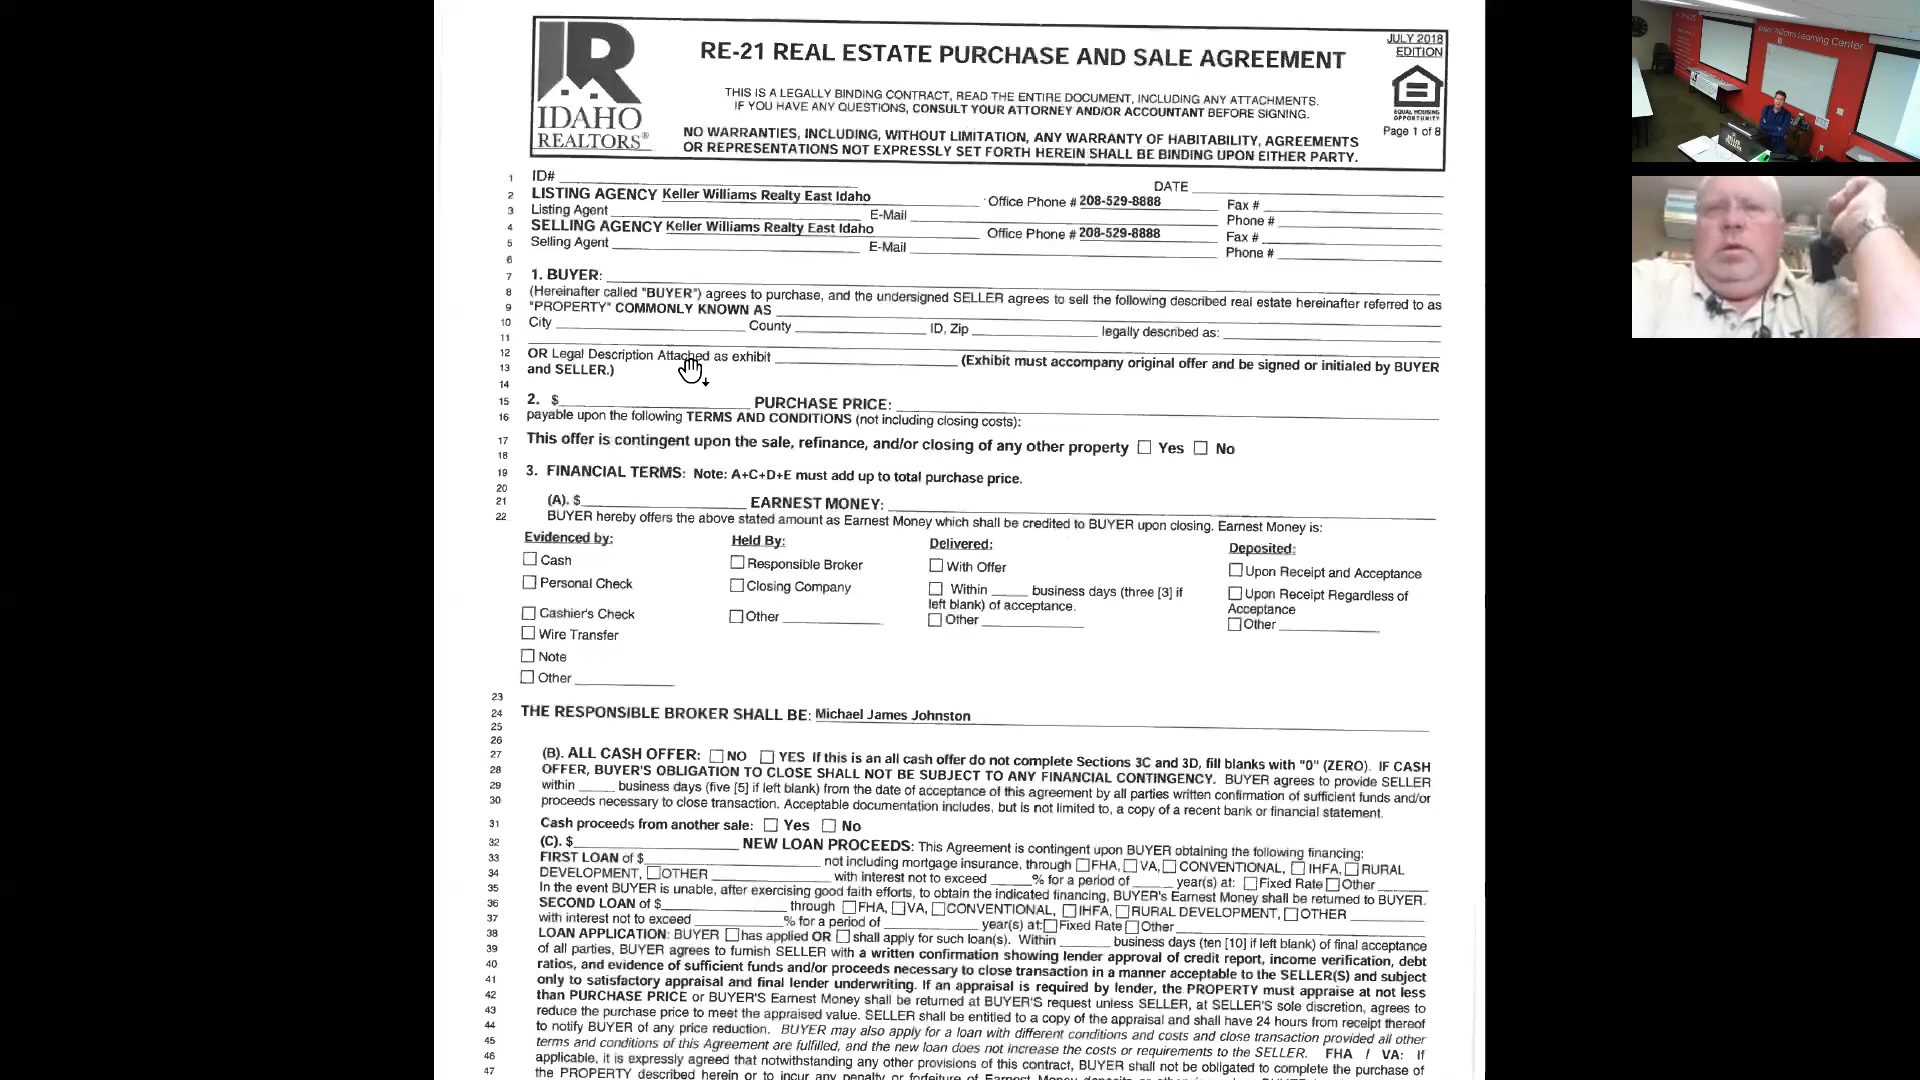 IR
IDAHO
REALTORS®
RE-21 REAL ESTATE PURCHASE AND SALE AGREEMENT
JULY 2018
EDITION
THIS IS A LEGALLY BINDING CONTRACT, READ THE ENTIRE DOCUMENT, INCLUDING ANY ATTACHMENTS.
IF YOU HAVE ANY QUESTIONS, CONSULT YOUR ATTORNEY AND/OR ACCOUNTANT BEFORE SIGNING.
NO WARRANTIES, INCLUDING, WITHOUT LIMITATION, ANY WARRANTY OF HABITABILITY, AGREEMENTS
OR REPRESENTATIONS NOT EXPRESSLY SET FORTH HEREIN SHALL BE BINDING UPON EITHER PARTY.
EQUAL HOUSING
OPPORTUNITY
Page 1 of 8
1 ID# DATE
2 LISTING AGENCY Keller Williams Realty East Idaho Office Phone # 208-529-8888 Fax #
3 Listing Agent E-Mail Phone #
4 SELLING AGENCY Keller Williams Realty East Idaho Office Phone # 208-529-8888 Fax #
5 Selling Agent E-Mail Phone #
6
7 1. BUYER:
8 (Hereinafter called "BUYER") agrees to purchase, and the undersigned SELLER agrees to sell the following described real estate hereinafter referred to as
9 "PROPERTY" COMMONLY KNOWN AS
10 City County ID, Zip legally described as:
11
12 OR Legal Description Attached as exhibit (Exhibit must accompany original offer and be signed or initialed by BUYER
13 and SELLER.)
14
15 2. $ PURCHASE PRICE:
16 payable upon the following TERMS AND CONDITIONS (not including closing costs):
17 This offer is contingent upon the sale, refinance, and/or closing of any other property ☐ Yes ☐ No
18
19 3. FINANCIAL TERMS: Note: A+C+D+E must add up to total purchase price.
20
21 (A). $ EARNEST MONEY:
22 BUYER hereby offers the above stated amount as Earnest Money which shall be credited to BUYER upon closing. Earnest Money is:
Evidenced by: Held By: Delivered: Deposited:
☐ Cash ☐ Responsible Broker ☐ With Offer ☐ Upon Receipt and Acceptance
☐ Personal Check ☐ Closing Company ☐ Within business days (three [3] if ☐ Upon Receipt Regardless of
left blank) of acceptance. Acceptance
☐ Cashier's Check ☐ Other ☐ Other ☐ Other
☐ Wire Transfer
☐ Note
☐ Other
23
24 THE RESPONSIBLE BROKER SHALL BE: Michael James Johnston
25
26
27 (B). ALL CASH OFFER: ☐ NO ☐ YES If this is an all cash offer do not complete Sections 3C and 3D, fill blanks with "0" (ZERO). IF CASH
28 OFFER, BUYER'S OBLIGATION TO CLOSE SHALL NOT BE SUBJECT TO ANY FINANCIAL CONTINGENCY. BUYER agrees to provide SELLER
29 within business days (five [5] if left blank) from the date of acceptance of this agreement by all parties written confirmation of sufficient funds and/or
30 proceeds necessary to close transaction. Acceptable documentation includes, but is not limited to, a copy of a recent bank or financial statement.
31 Cash proceeds from another sale: ☐ Yes ☐ No
32 (C). $ NEW LOAN PROCEEDS: This Agreement is contingent upon BUYER obtaining the following financing:
33 FIRST LOAN of $ not including mortgage insurance, through ☐ FHA, ☐ VA, ☐ CONVENTIONAL, ☐ IHFA, ☐ RURAL
34 DEVELOPMENT, ☐ OTHER with interest not to exceed % for a period of year(s) at: ☐ Fixed Rate ☐ Other
35 In the event BUYER is unable, after exercising good faith efforts, to obtain the indicated financing, BUYER's Earnest Money shall be returned to BUYER.
36 SECOND LOAN of $ through ☐ FHA, ☐ VA, ☐ CONVENTIONAL, ☐ IHFA, ☐ RURAL DEVELOPMENT, ☐ OTHER
37 with interest not to exceed % for a period of year(s) at: ☐ Fixed Rate ☐ Other
38 LOAN APPLICATION: BUYER ☐ has applied OR ☐ shall apply for such loan(s). Within business days (ten [10] if left blank) of final acceptance
39 of all parties, BUYER agrees to furnish SELLER with a written confirmation showing lender approval of credit report, income verification, debt
40 ratios, and evidence of sufficient funds and/or proceeds necessary to close transaction in a manner acceptable to the SELLER(S) and subject
41 only to satisfactory appraisal and final lender underwriting. If an appraisal is required by lender, the PROPERTY must appraise at not less
42 than PURCHASE PRICE or BUYER'S Earnest Money shall be returned at BUYER'S request unless SELLER, at SELLER'S sole discretion, agrees to
43 reduce the purchase price to meet the appraised value. SELLER shall be entitled to a copy of the appraisal and shall have 24 hours from receipt thereof
44 to notify BUYER of any price reduction. BUYER may also apply for a loan with different conditions and costs and close transaction provided all other
45 terms and conditions of this Agreement are fulfilled, and the new loan does not increase the costs or requirements to the SELLER. FHA / VA: If
46 applicable, it is expressly agreed that notwithstanding any other provisions of this contract, BUYER shall not be obligated to complete the purchase of
47 the PROPERTY described herein or to incur any penalty or forfeiture of Earnest Money deposits or otherwise
Keller Williams Learning Center